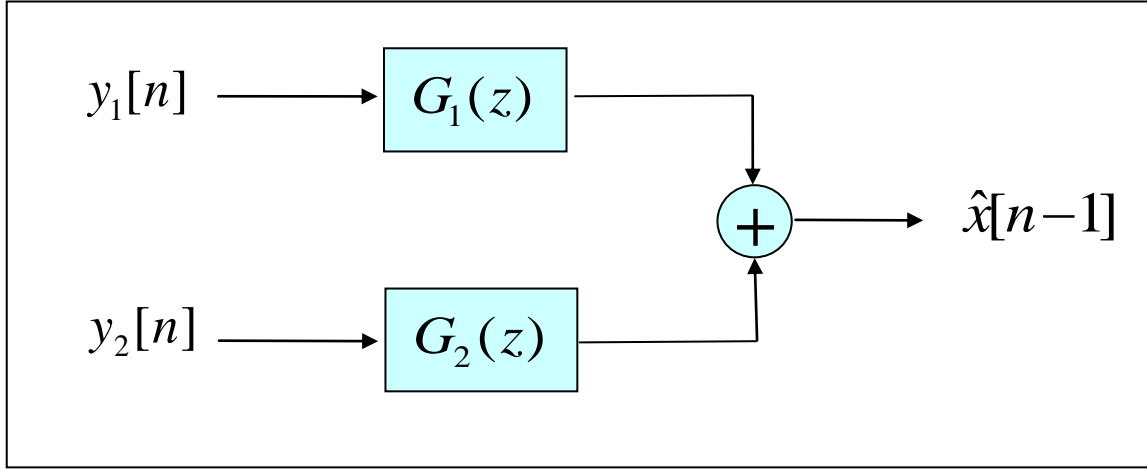 y₁[n]
G₁(z)
+
x̂[n−1]
y₂[n]
G₂(z)